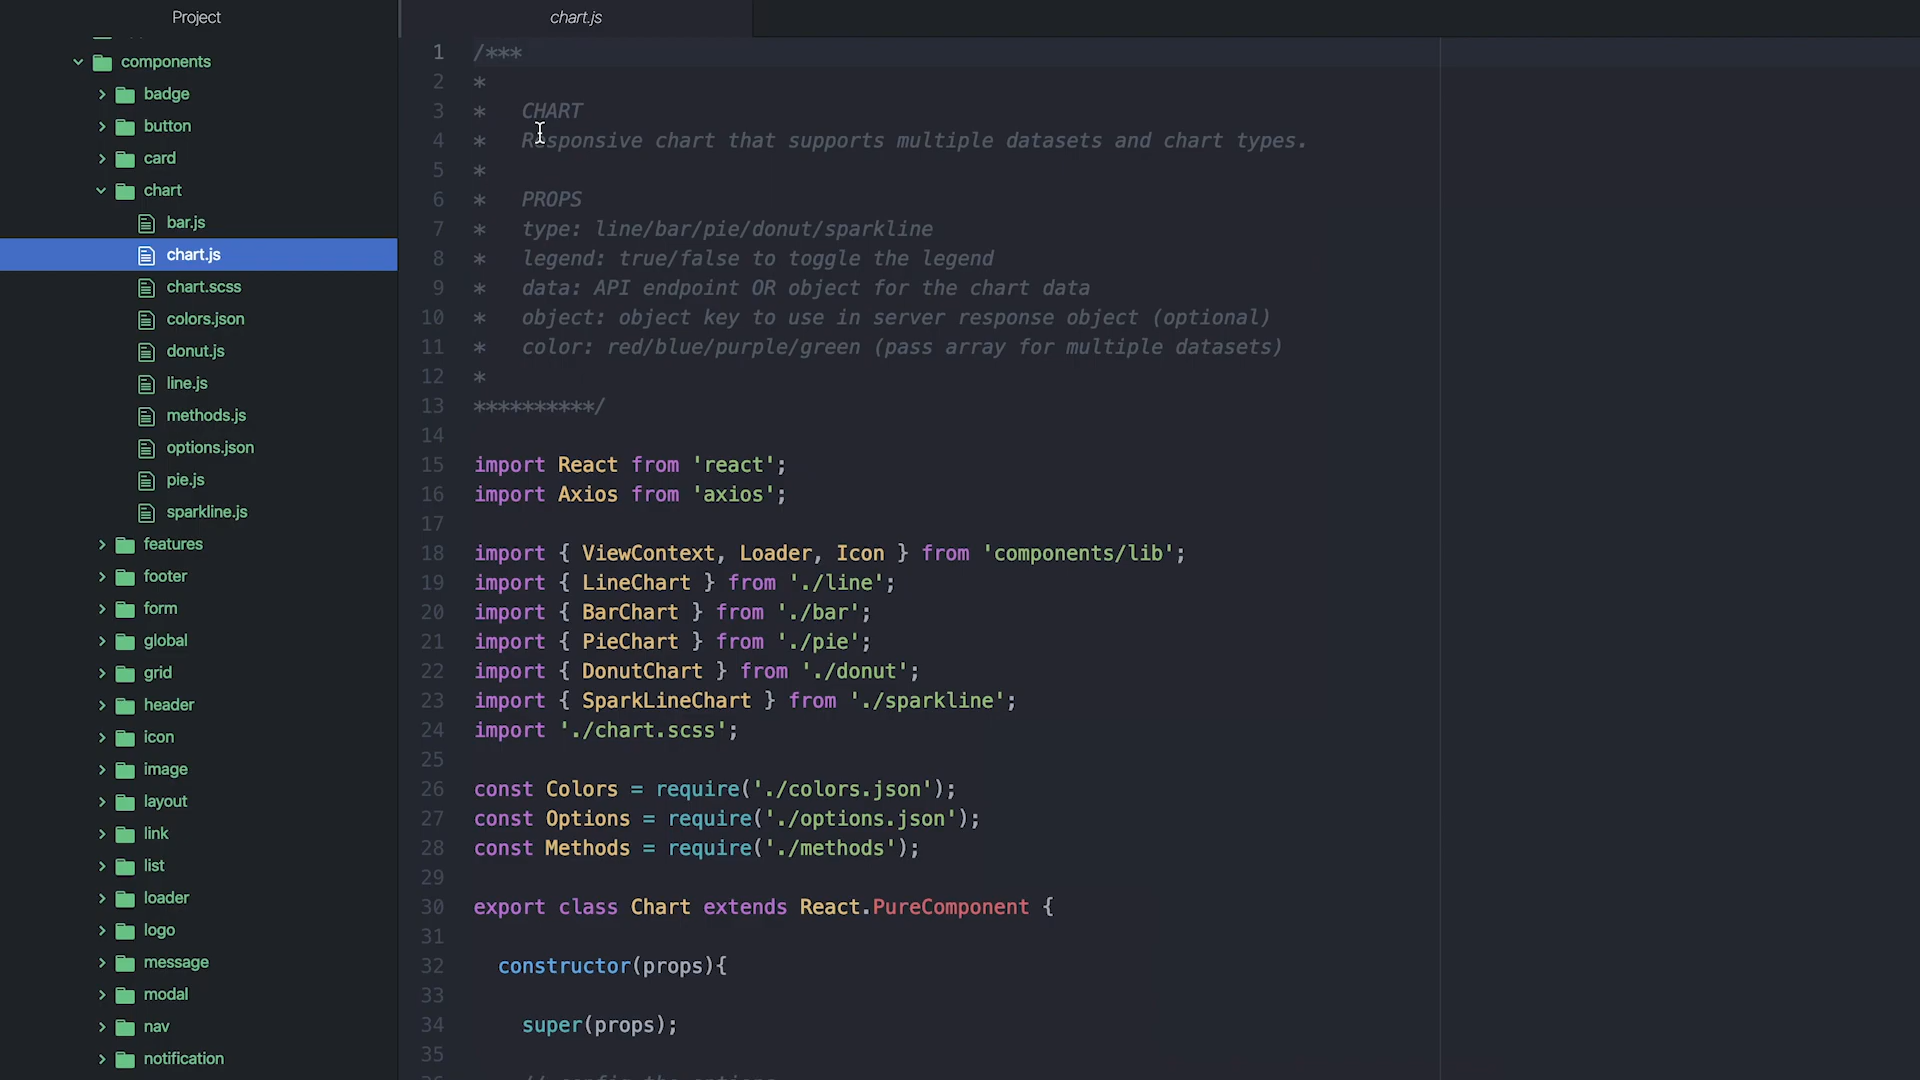 Project
components
badge
button
card
chart
bar.js
chart.js
chart.scss
colors.json
donut.js
line.js
methods.js
options.json
pie.js
sparkline.js
features
footer
form
global
grid
header
icon
image
layout
link
list
loader
logo
message
modal
nav
notification
chart.js
1 /***
2 *
3 * CHART
4 * Responsive chart that supports multiple datasets and chart types.
5 *
6 * PROPS
7 * type: line/bar/pie/donut/sparkline
8 * legend: true/false to toggle the legend
9 * data: API endpoint OR object for the chart data
10 * object: object key to use in server response object (optional)
11 * color: red/blue/purple/green (pass array for multiple datasets)
12 *
13 **********/
14
15 import React from 'react';
16 import Axios from 'axios';
17
18 import { ViewContext, Loader, Icon } from 'components/lib';
19 import { LineChart } from './line';
20 import { BarChart } from './bar';
21 import { PieChart } from './pie';
22 import { DonutChart } from './donut';
23 import { SparkLineChart } from './sparkline';
24 import './chart.scss';
25
26 const Colors = require('./colors.json');
27 const Options = require('./options.json');
28 const Methods = require('./methods');
29
30 export class Chart extends React.PureComponent {
31
32 constructor(props){
33
34 super(props);
35